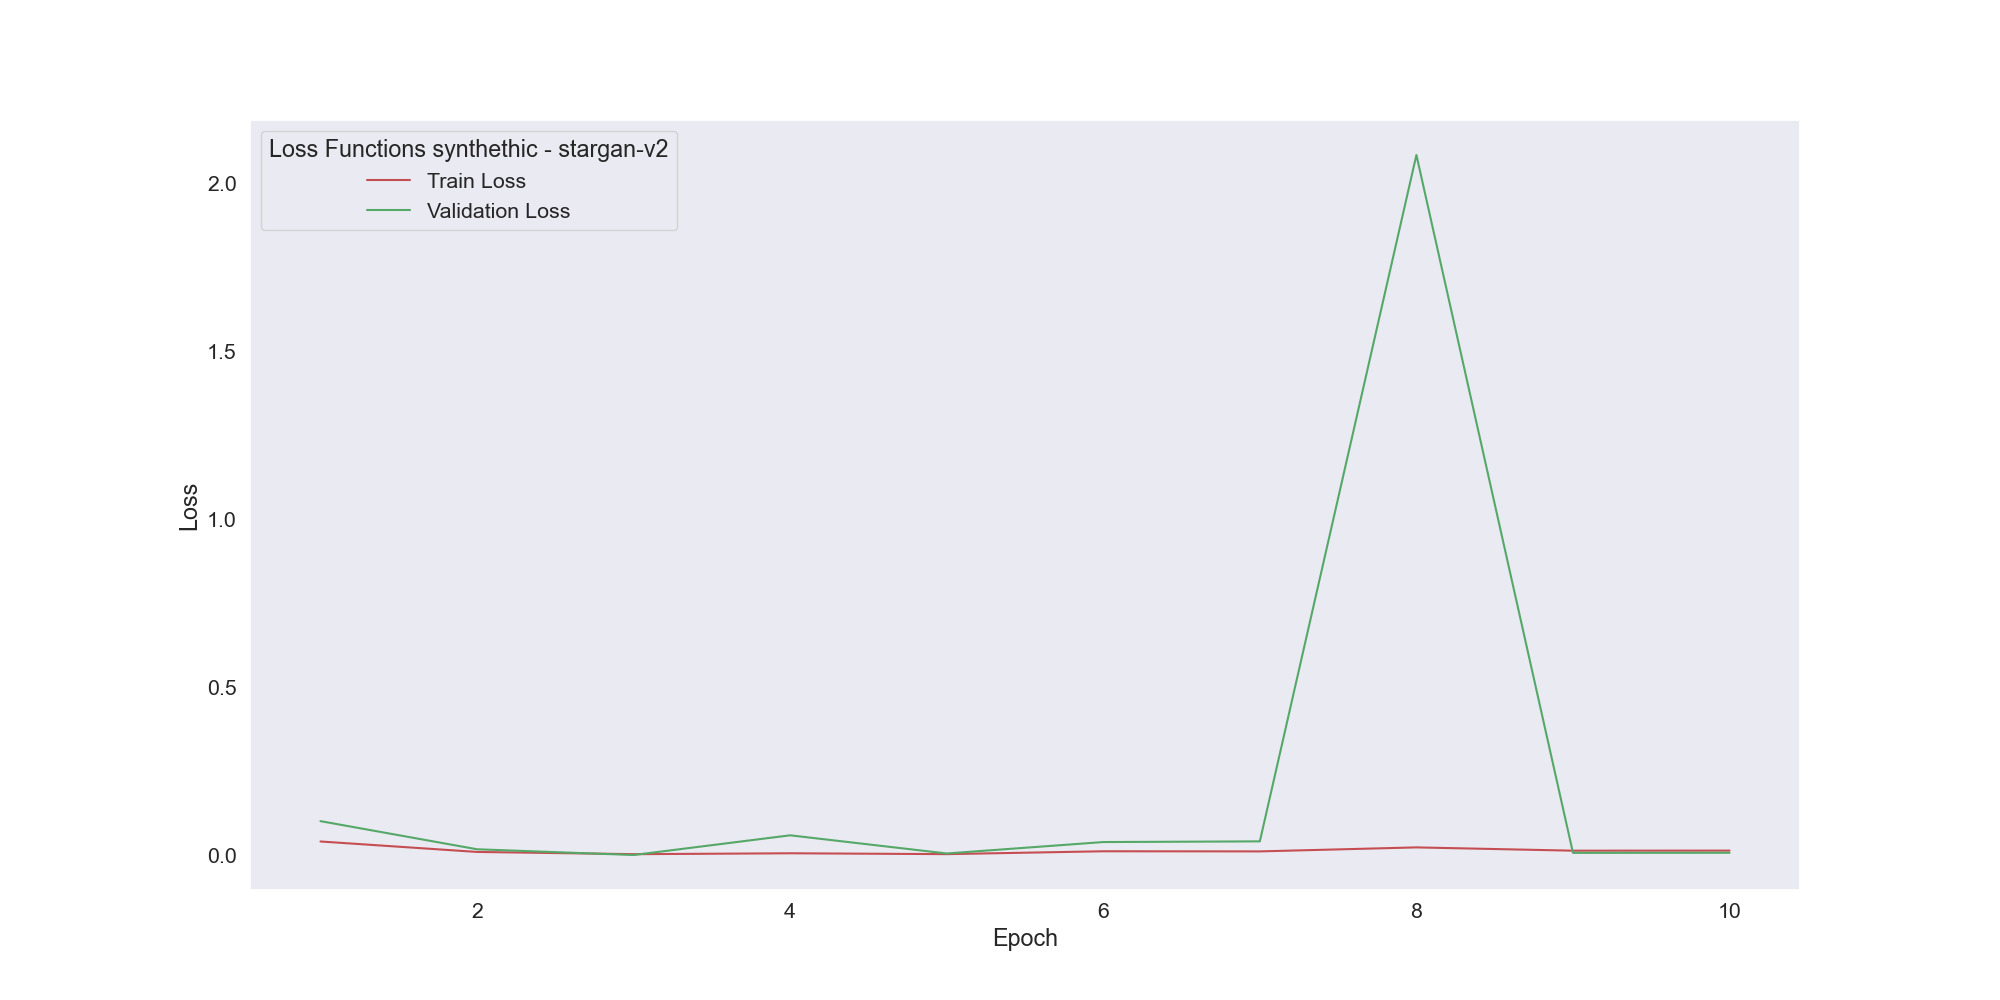 Loss Functions synthethic - stargan-v2
Train Loss
Validation Loss
2.0
1.5
1.0
0.5
0.0
Loss
2 4 6 8 10
Epoch